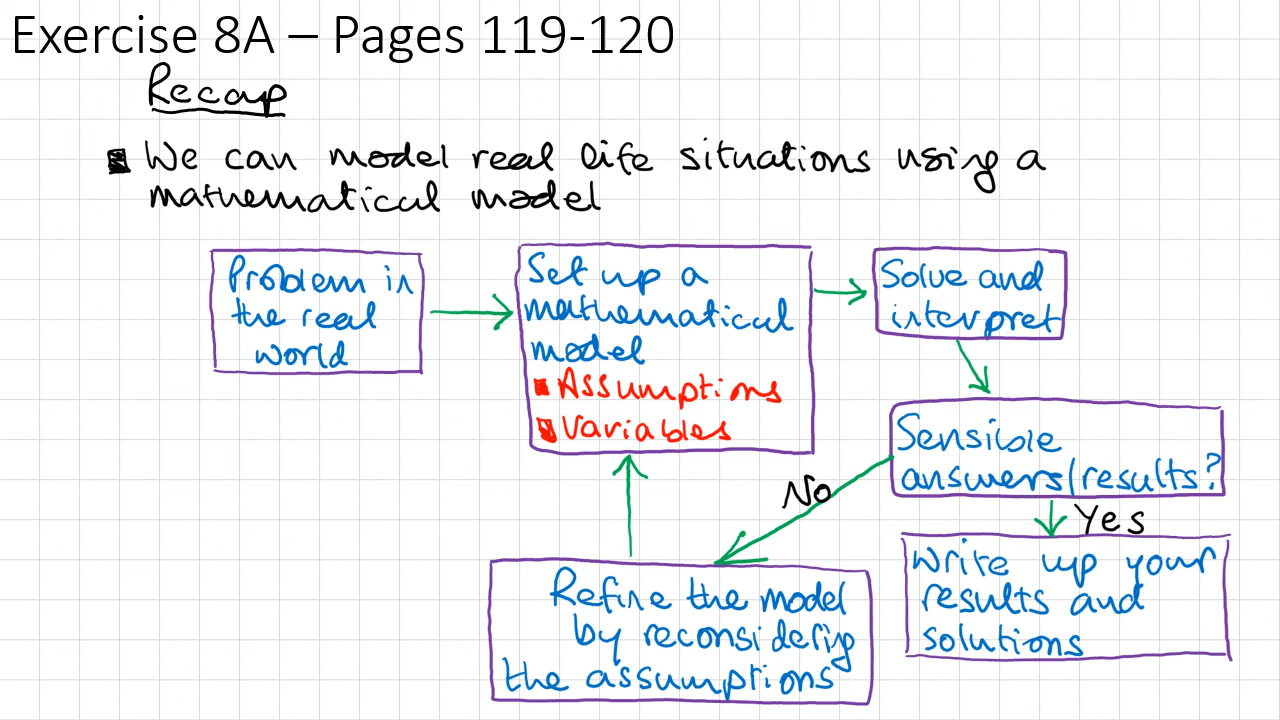 Exercise 8A – Pages 119-120
Recap
We can model real life situations using a
mathematical model
Problem in
the real
world
Set up a
mathematical
model
Assumptions
Variables
Solve and
interpret
Sensible
answers/results?
No
Yes
Write up your
results and
solutions
Refine the model
by reconsidering
the assumptions